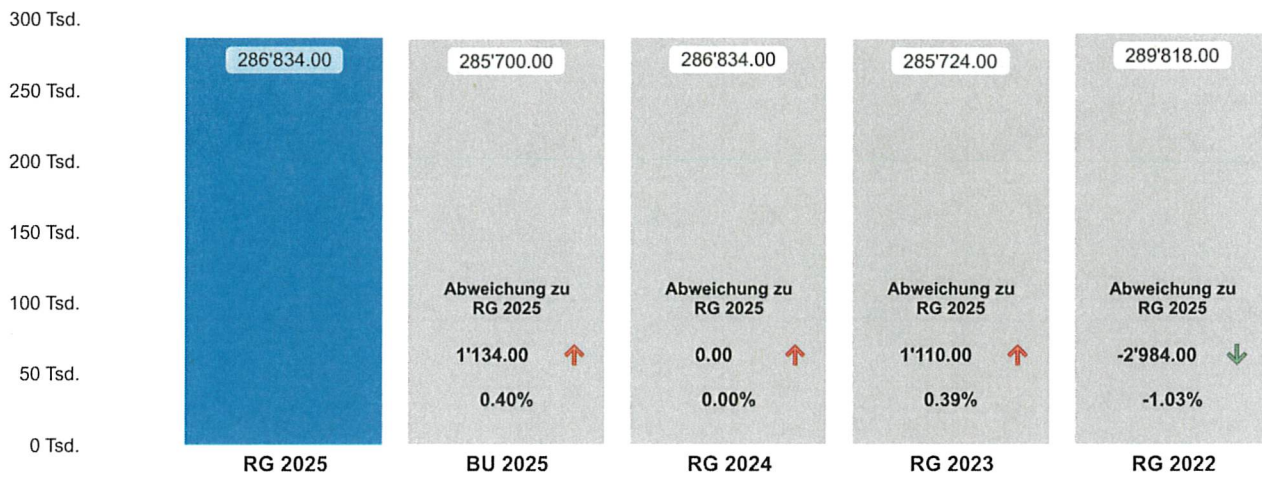 300 Tsd.
250 Tsd.
200 Tsd.
150 Tsd.
100 Tsd.
50 Tsd.
0 Tsd.
286'834.00
285'700.00
286'834.00
285'724.00
289'818.00
Abweichung zu
RG 2025
1'134.00
0.40%
Abweichung zu
RG 2025
0.00
0.00%
Abweichung zu
RG 2025
1'110.00
0.39%
Abweichung zu
RG 2025
-2'984.00
-1.03%
RG 2025
BU 2025
RG 2024
RG 2023
RG 2022